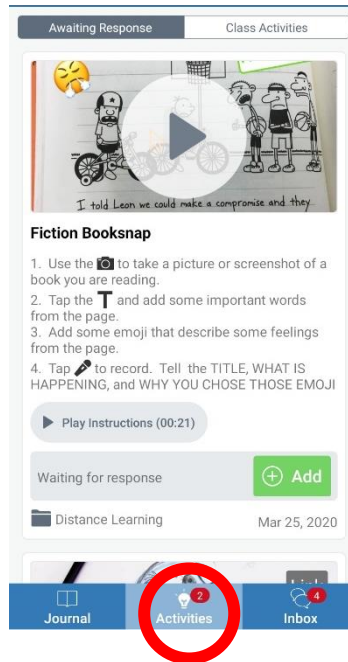 Awaiting Response
Class Activities
I told Leon we could make a compromise and they
Fiction Booksnap
1. Use the to take a picture or screenshot of a
book you are reading.
2. Tap the T and add some important words
from the page.
3. Add some emoji that describe some feelings
from the page.
4. Tap to record. Tell the TITLE, WHAT IS
HAPPENING, and WHY YOU CHOSE THOSE EMOJI
Play Instructions (00:21)
Waiting for response
Add
Distance Learning
Mar 25, 2020
Link
2
4
Journal
Activities
Inbox